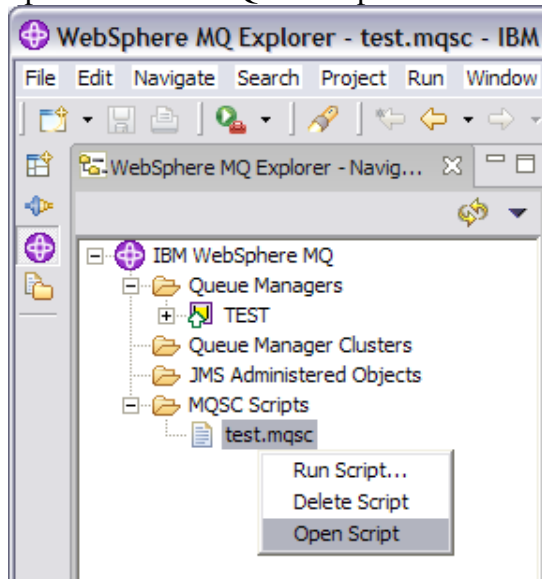 WebSphere MQ Explorer - test.mqsc - IBM
File Edit Navigate Search Project Run Window
WebSphere MQ Explorer - Navig...
IBM WebSphere MQ
Queue Managers
TEST
Queue Manager Clusters
JMS Administered Objects
MQSC Scripts
test.mqsc
Run Script...
Delete Script
Open Script